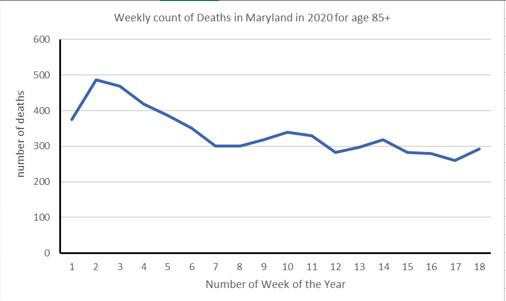 Weekly count of Deaths in Maryland in 2020 for age 85+
600
500
400
300
200
100
0
number of deaths
1 2 3 4 5 6 7 8 9 10 11 12 13 14 15 16 17 18
Number of Week of the Year